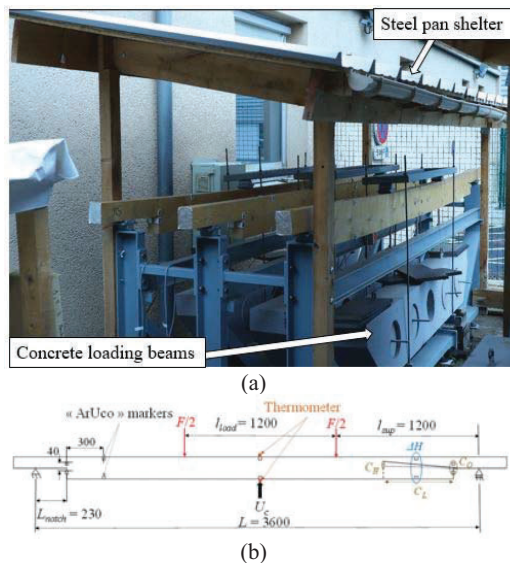 Steel pan shelter
Concrete loading beams
(a)
« ArUco » markers
Thermometer
F/2
F/2
l_load = 1200
l_sup = 1200
300
40
ΔH
C_H
C_O
C_L
L_notch = 230
U_c
L = 3600
(b)